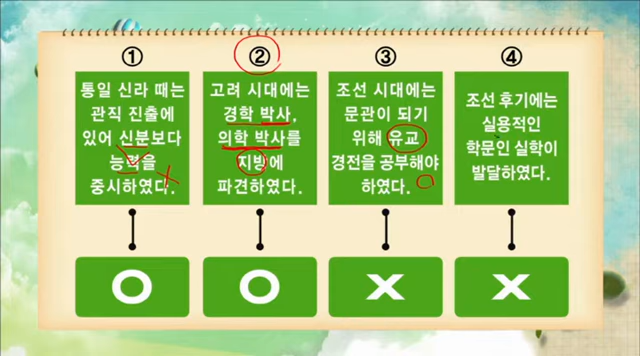 ①
통일 신라 때는
관직 진출에
있어 신분보다
능력을
중시하였다.
②
고려 시대에는
경학 박사,
의학 박사를
지방에
파견하였다.
③
조선 시대에는
문관이 되기
위해 유교
경전을 공부해야
하였다.
④
조선 후기에는
실용적인
학문인 실학이
발달하였다.
O
O
X
X